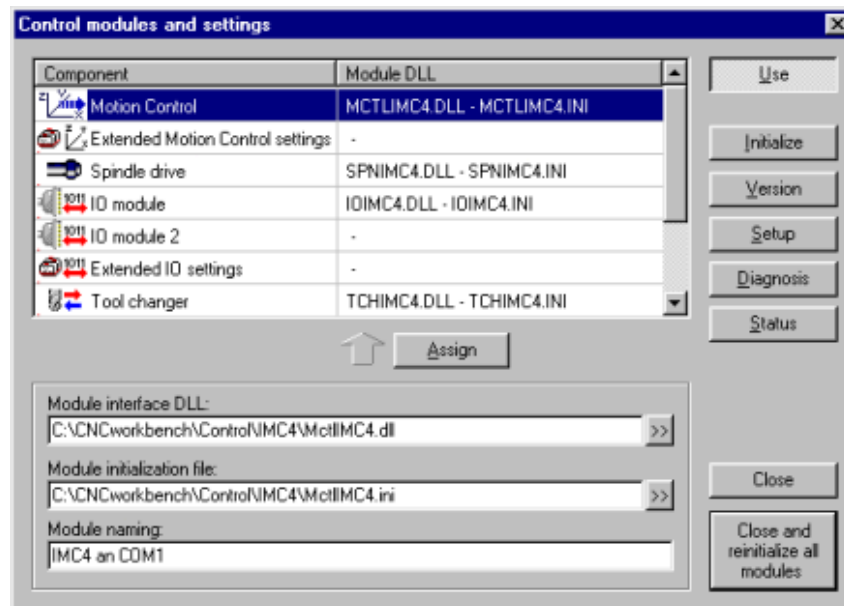 Control modules and settings
Component Module DLL
Motion Control MCTLIMC4.DLL - MCTLIMC4.INI
Extended Motion Control settings -
Spindle drive SPNIMC4.DLL - SPNIMC4.INI
IO module IOIMC4.DLL - IOIMC4.INI
IO module 2 -
Extended IO settings -
Tool changer TCHIMC4.DLL - TCHIMC4.INI
Use
Initialize
Version
Setup
Diagnosis
Status
Assign
Module interface DLL:
C:\CNCworkbench\Control\IMC4\MctlIMC4.dll >>
Module initialization file:
C:\CNCworkbench\Control\IMC4\MctlIMC4.ini >>
Module naming:
IMC4 an COM1
Close
Close and
reinitialize all
modules